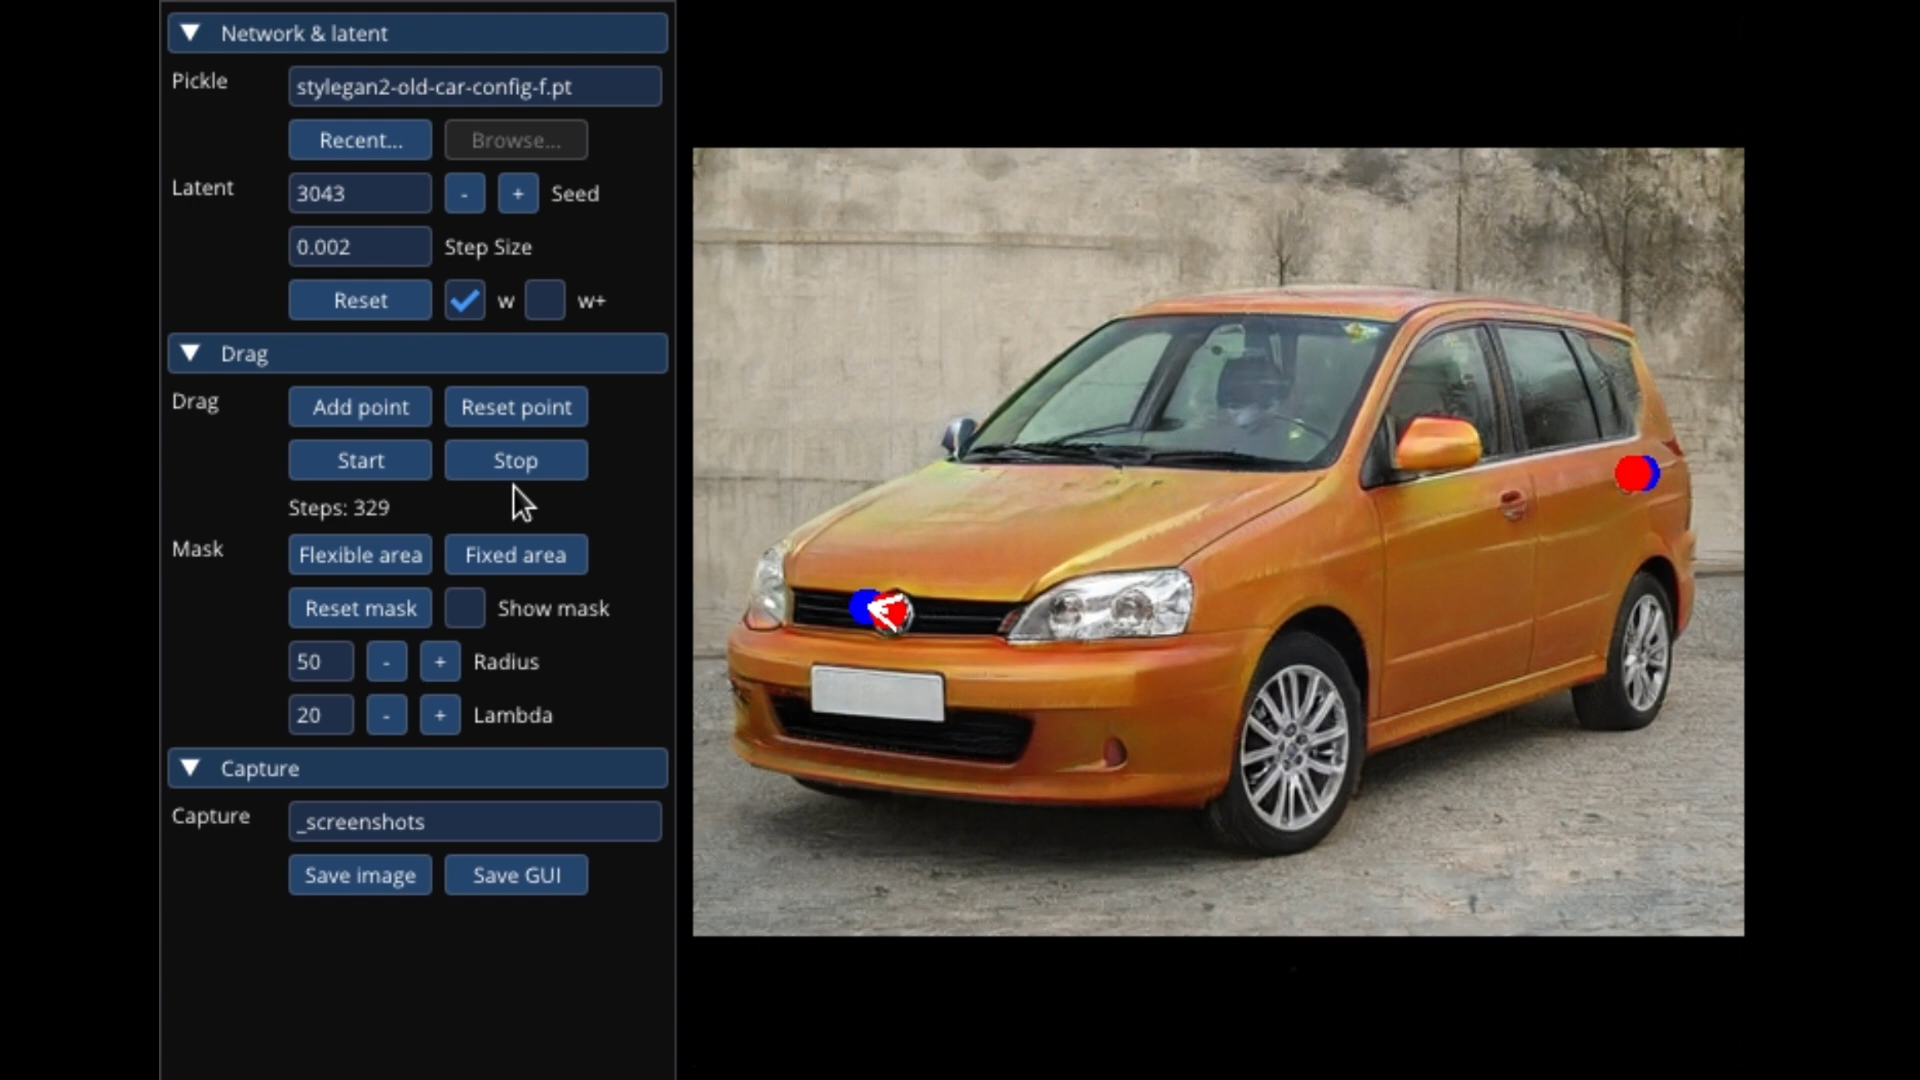 Network & latent
Pickle
stylegan2-old-car-config-f.pt
Recent... Browse...
Latent
3043 - + Seed
0.002 Step Size
Reset w w+
Drag
Drag
Add point Reset point
Start Stop
Steps: 329
Mask
Flexible area Fixed area
Reset mask Show mask
50 - + Radius
20 - + Lambda
Capture
Capture
_screenshots
Save image Save GUI